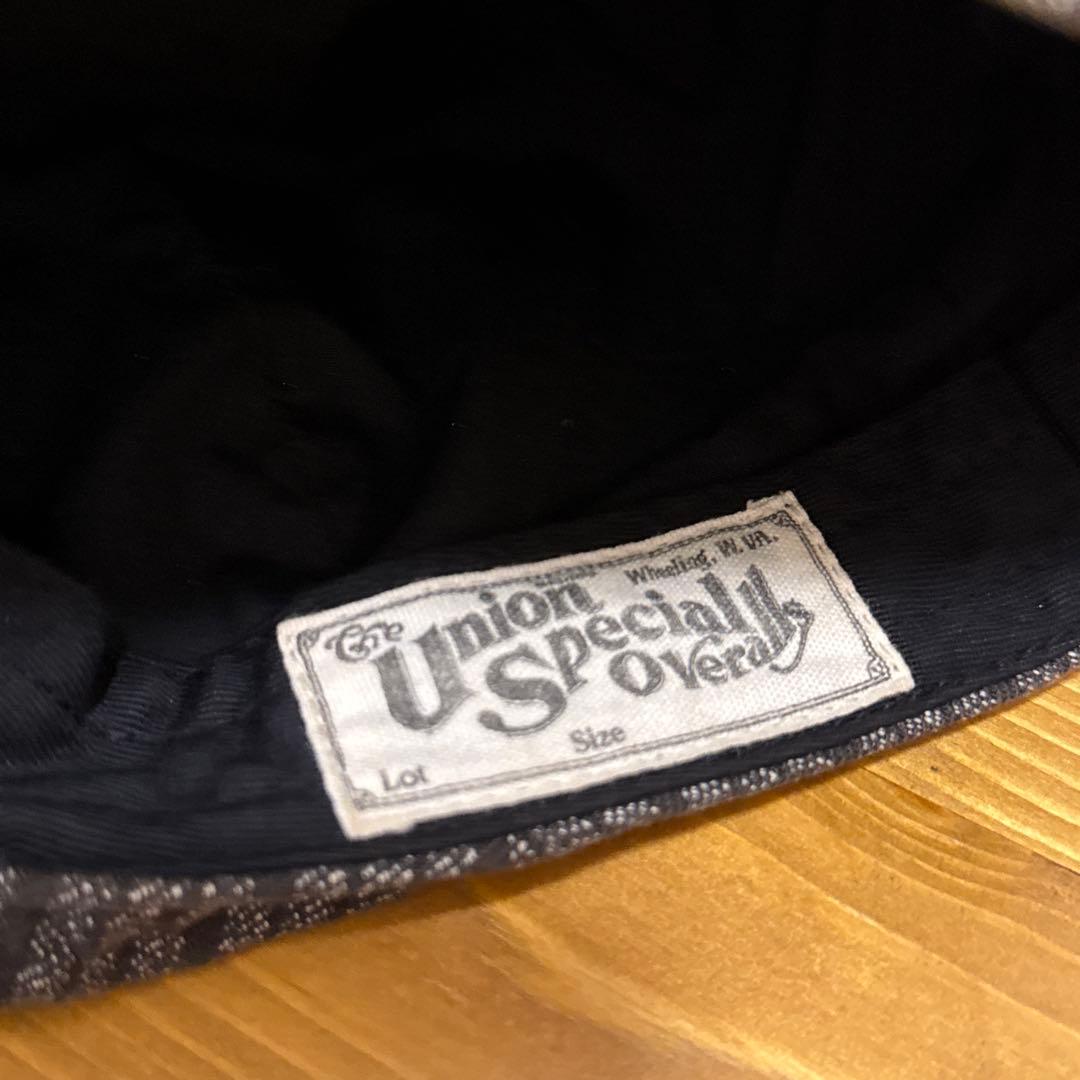 Wheeling, W. VA.
The Union
Special
Overalls
Size
Lot